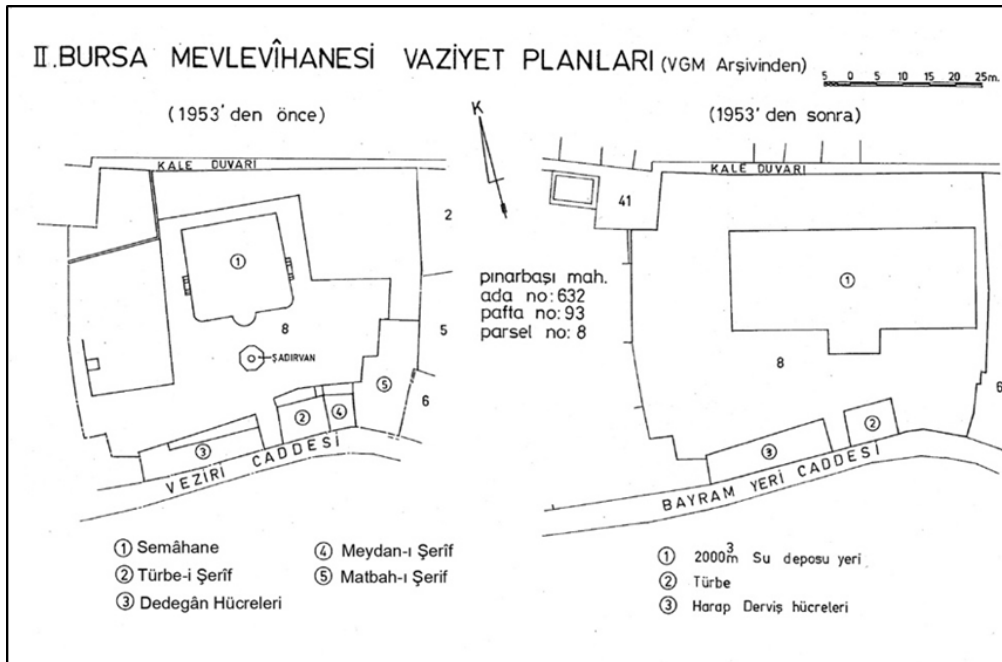 II.BURSA MEVLEVÎHANESİ VAZİYET PLANLARI (VGM Arşivinden)
5 0 5 10 15 20 25m.
(1953'den önce)
K
KALE DUVARI
2
1
8
ŞADIRVAN
5
5
6
2
4
3
VEZİRİ CADDESİ
1 Semâhane
2 Türbe-i Şerîf
3 Dedegân Hücreleri
4 Meydan-ı Şerîf
5 Matbah-ı Şerif
pınarbaşı mah.
ada no:632
pafta no:93
parsel no:8
(1953'den sonra)
KALE DUVARI
41
1
8
6
2
3
BAYRAM YERİ CADDESİ
1 2000m³ Su deposu yeri
2 Türbe
3 Harap Derviş hücreleri